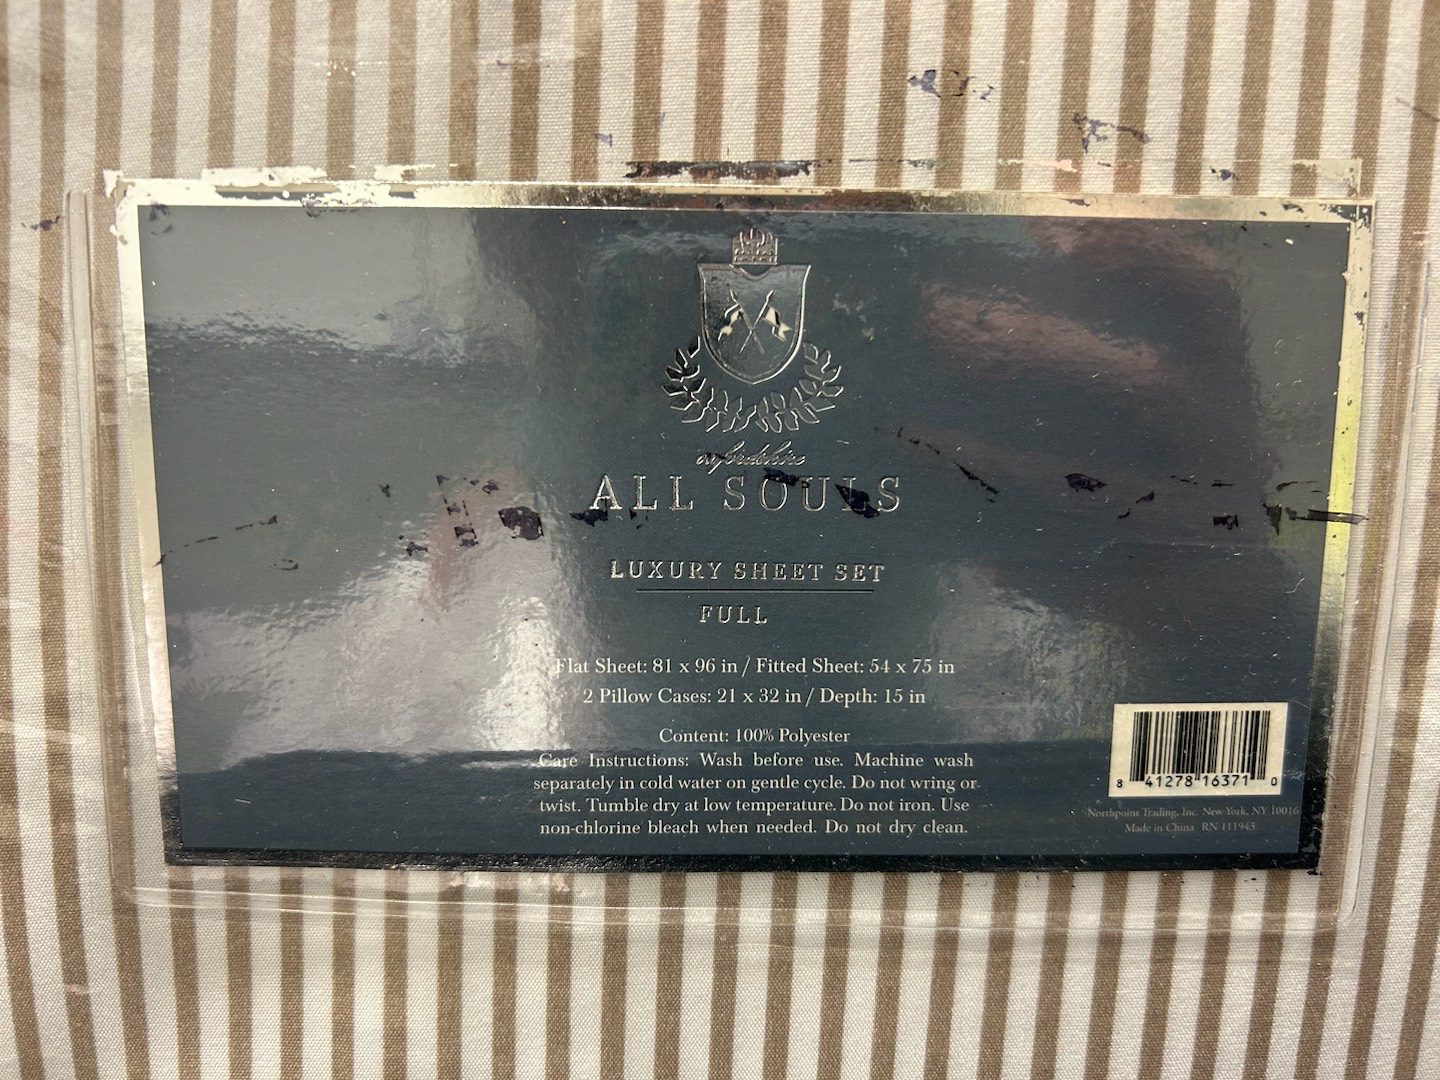 oxfordshire
ALL SOULS
LUXURY SHEET SET
FULL
Flat Sheet: 81 x 96 in / Fitted Sheet: 54 x 75 in
2 Pillow Cases: 21 x 32 in / Depth: 15 in
Content: 100% Polyester
Care Instructions: Wash before use. Machine wash
separately in cold water on gentle cycle. Do not wring or
twist. Tumble dry at low temperature. Do not iron. Use
non-chlorine bleach when needed. Do not dry clean.
8 41278 16371 0
Northpoint Trading, Inc. New York, NY 10016
Made in China RN 111943